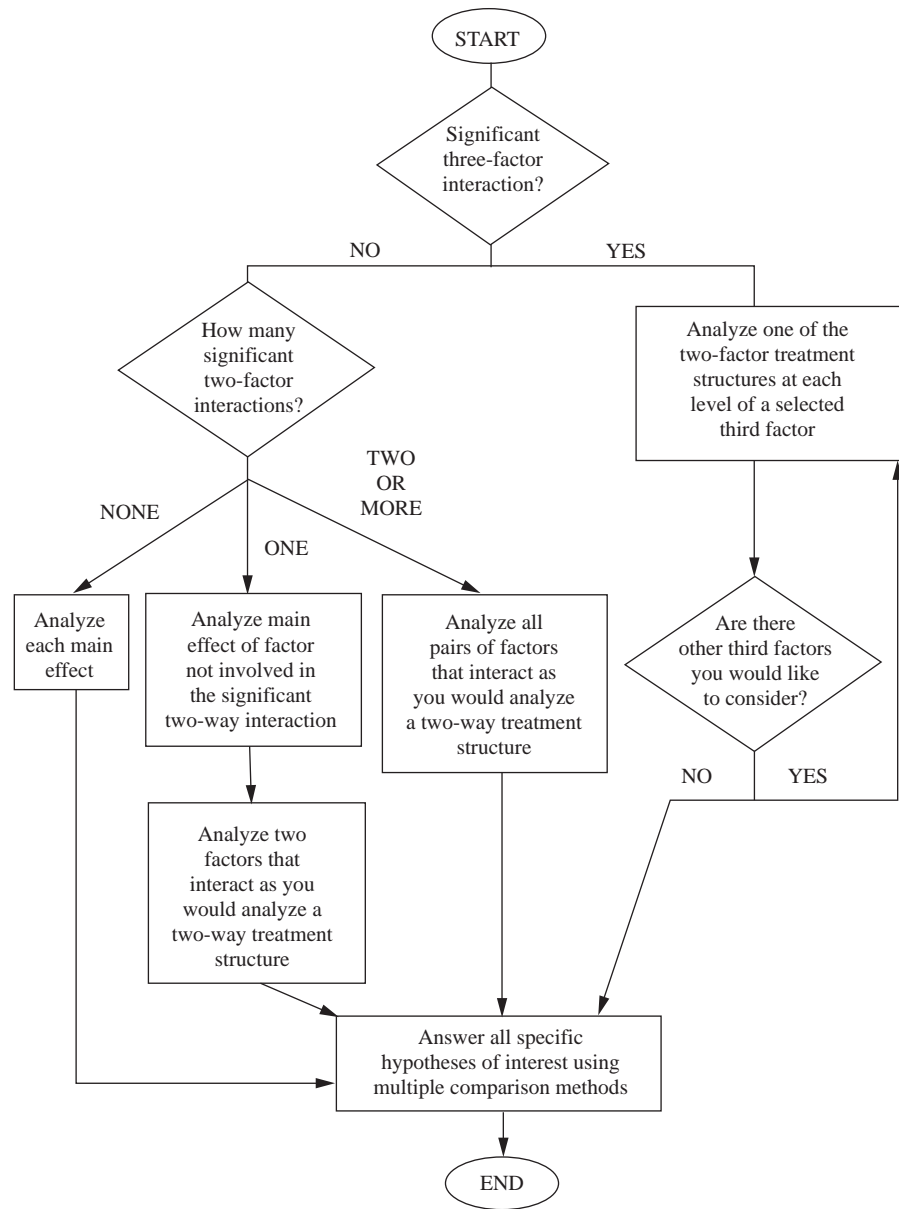 START
Significant
three-factor
interaction?
NO
YES
How many
significant
two-factor
interactions?
Analyze one of the
two-factor treatment
structures at each
level of a selected
third factor
NONE
ONE
TWO
OR
MORE
Analyze
each main
effect
Analyze main
effect of factor
not involved in
the significant
two-way interaction
Analyze all
pairs of factors
that interact as
you would analyze
a two-way treatment
structure
Are there
other third factors
you would like
to consider?
NO
YES
Analyze two
factors that
interact as you
would analyze a
two-way treatment
structure
Answer all specific
hypotheses of interest using
multiple comparison methods
END